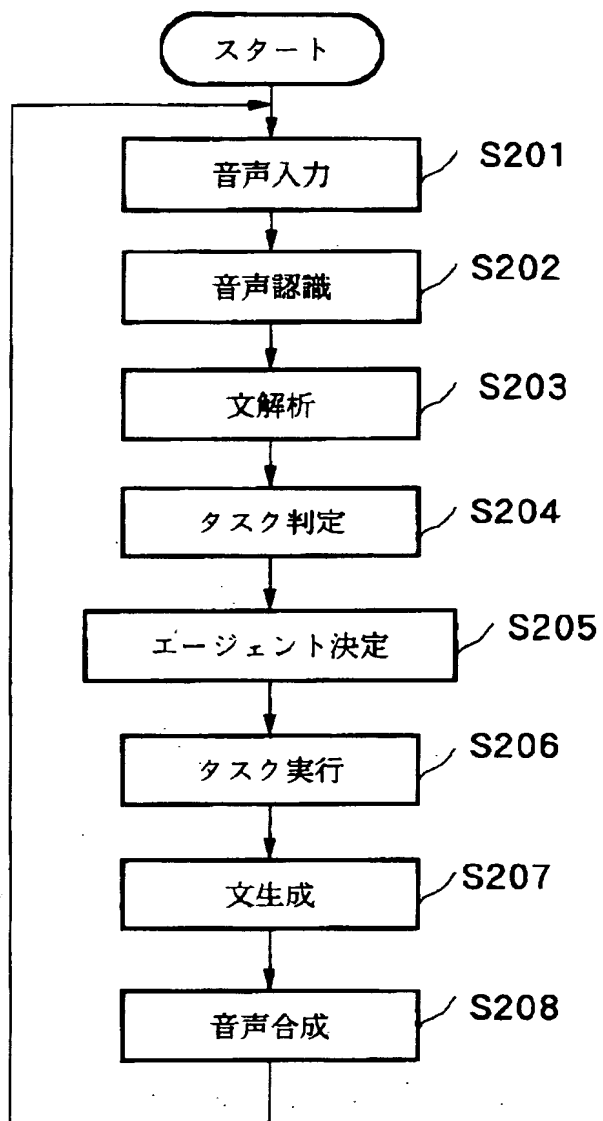 スタート
音声入力 S201
音声認識 S202
文解析 S203
タスク判定 S204
エージェント決定 S205
タスク実行 S206
文生成 S207
音声合成 S208